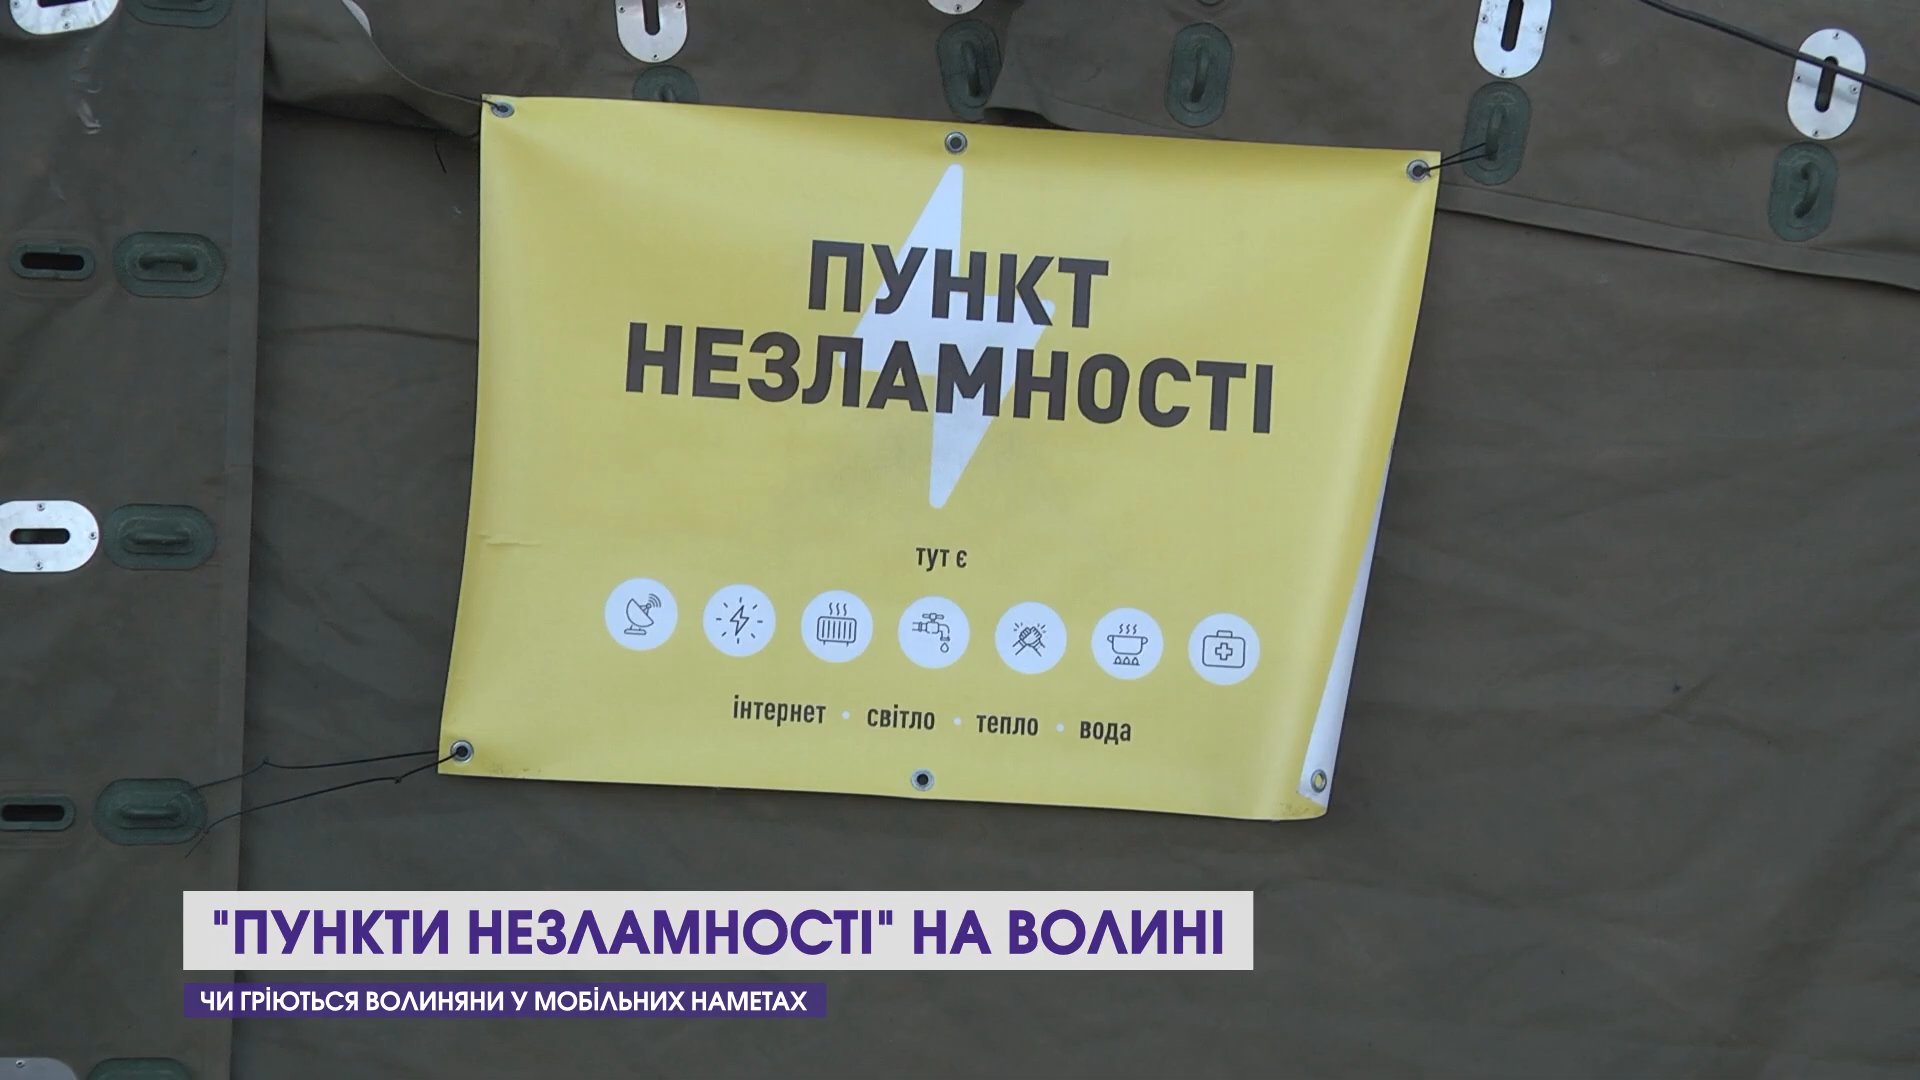 ПУНКТ
НЕЗЛАМНОСТІ
тут є
інтернет • світло • тепло • вода
"ПУНКТИ НЕЗЛАМНОСТІ" НА ВОЛИНІ
ЧИ ГРІЮТЬСЯ ВОЛИНЯНИ У МОБІЛЬНИХ НАМЕТАХ